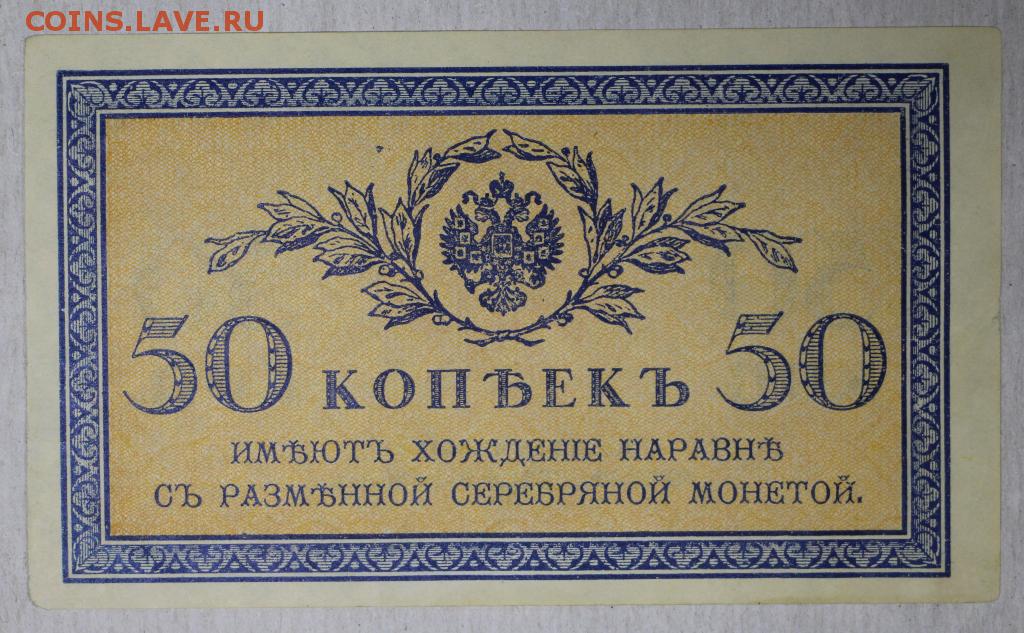 COINS.LAVE.RU
50 КОПѢЕКЪ 50
ИМѢЮТЪ ХОЖДЕНІЕ НАРАВНѢ
СЪ РАЗМѢННОЙ СЕРЕБРЯНОЙ МОНЕТОЙ.